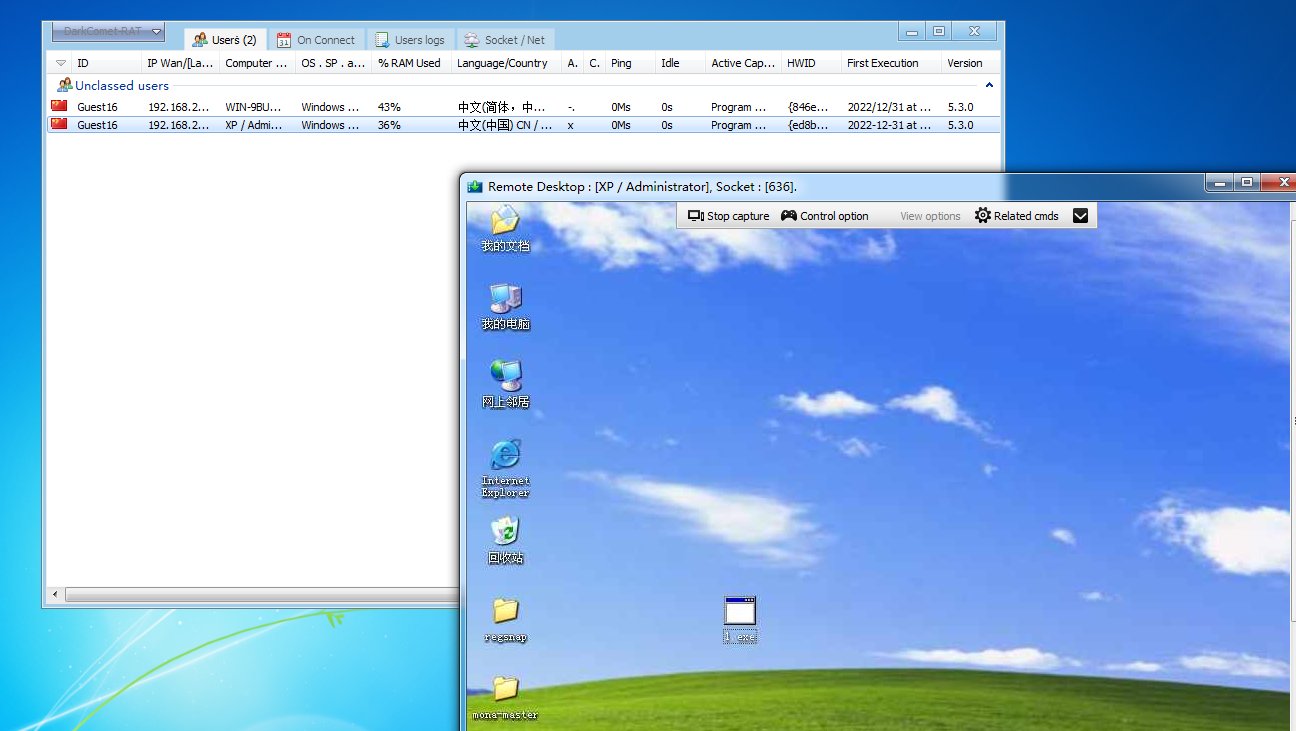 DarkComet-RAT
Users (2) On Connect Users logs Socket / Net
ID IP Wan/[La... Computer ... OS . SP . a... % RAM Used Language/Country A. C. Ping Idle Active Cap... HWID First Execution Version
Unclassed users
Guest16 192.168.2... WIN-9BU... Windows ... 43% 中文(简体，中... -. 0Ms 0s Program ... {846e... 2022/12/31 at ... 5.3.0
Guest16 192.168.2... XP / Admi... Windows ... 36% 中文(中国) CN / ... x 0Ms 0s Program ... {ed8b... 2022-12-31 at ... 5.3.0
Remote Desktop : [XP / Administrator], Socket : [636].
Stop capture Control option View options Related cmds
我的文档
我的电脑
网上邻居
Internet
Explorer
回收站
regsnap
1.exe
mona-master